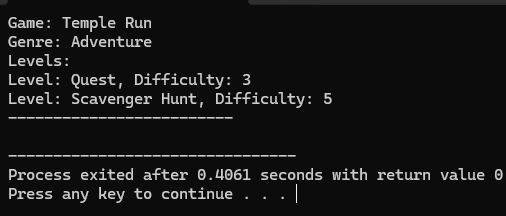 Game: Temple Run
Genre: Adventure
Levels:
Level: Quest, Difficulty: 3
Level: Scavenger Hunt, Difficulty: 5
-------------------------

--------------------------------
Process exited after 0.4061 seconds with return value 0
Press any key to continue . . .